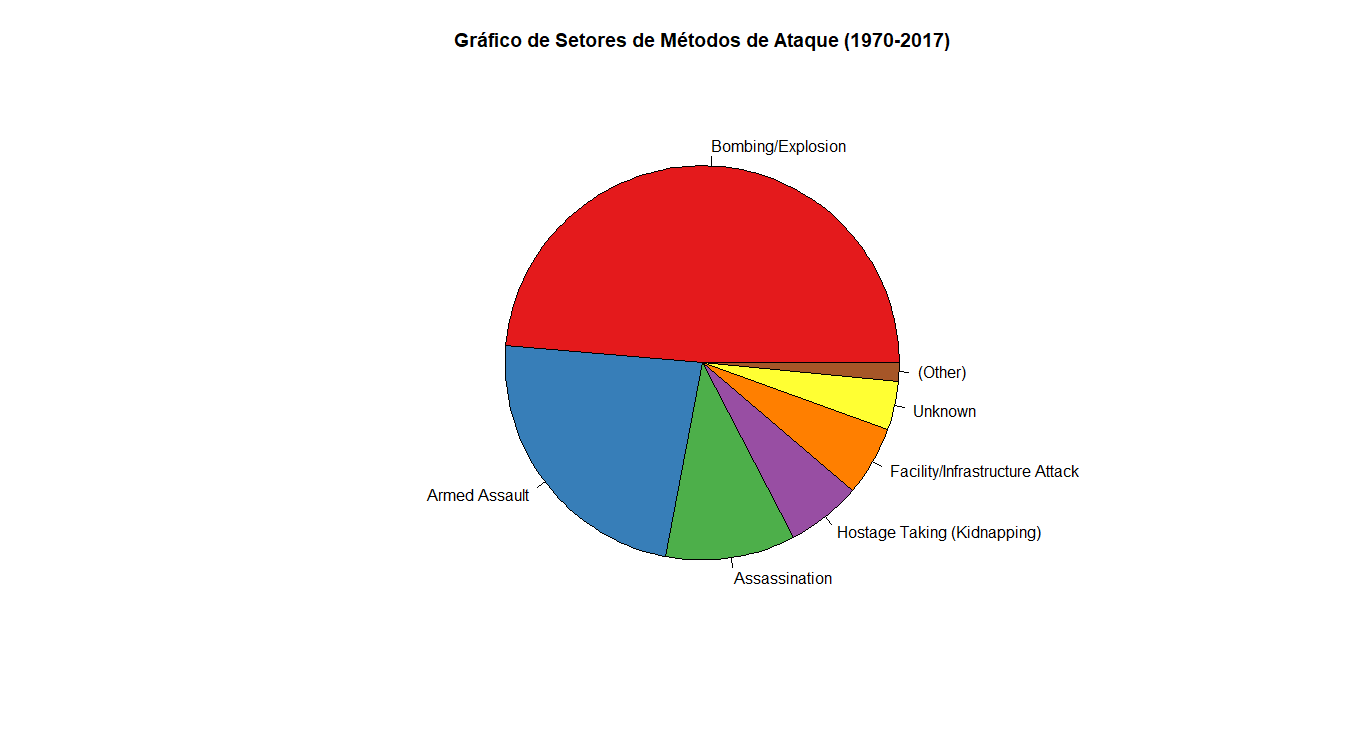 Gráfico de Setores de Métodos de Ataque (1970-2017)
Bombing/Explosion
(Other)
Unknown
Facility/Infrastructure Attack
Armed Assault
Hostage Taking (Kidnapping)
Assassination